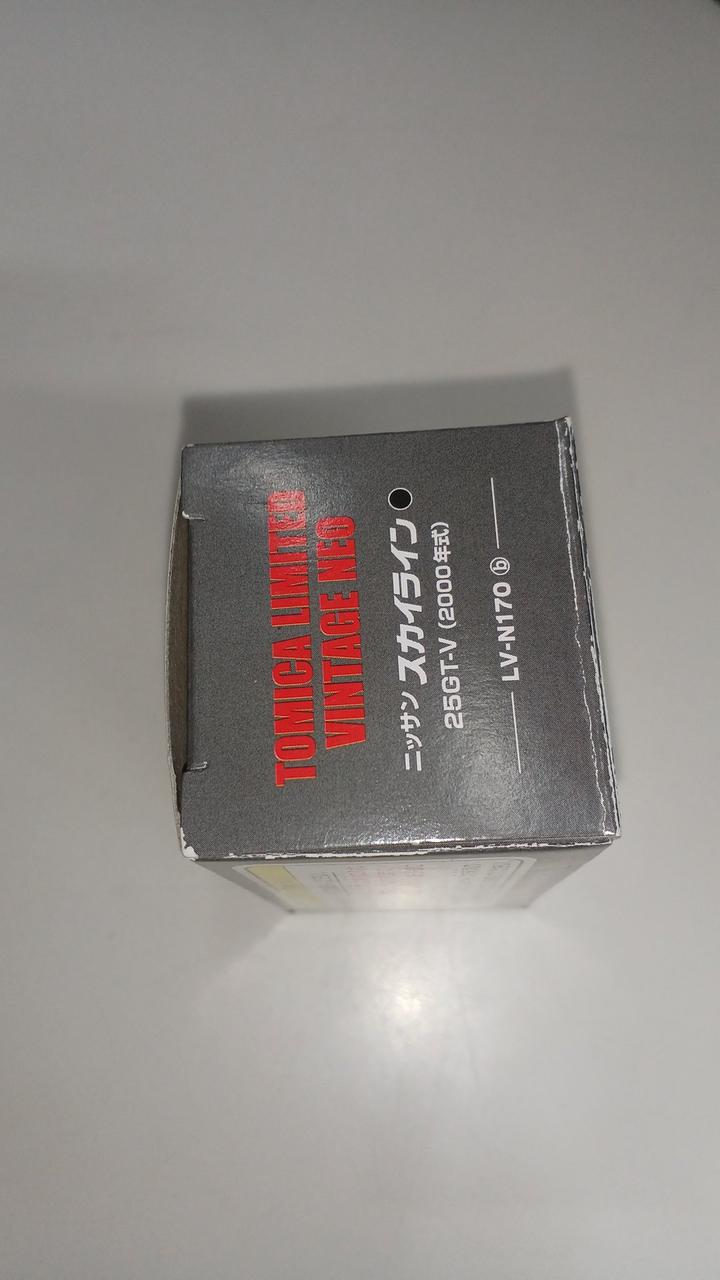 TOMICA LIMITED
VINTAGE NEO
ニッサン スカイライン
25GT-V (2000年式)
LV-N170 ⓑ